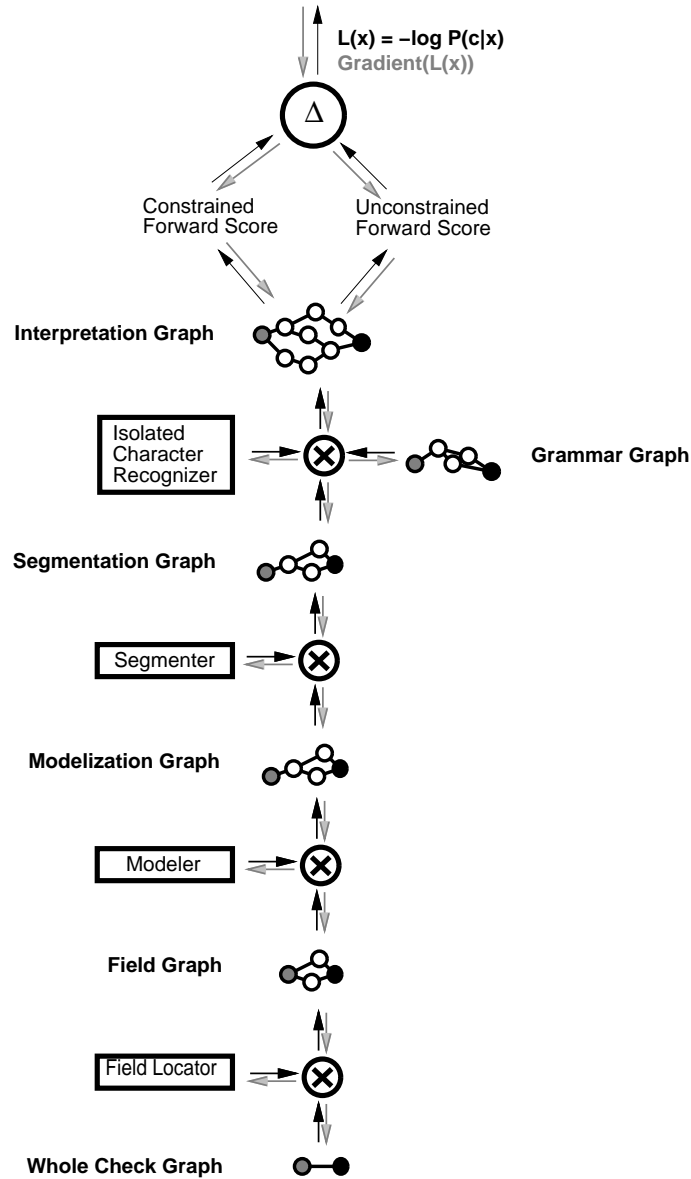 L(x) = −log P(c|x)
Gradient(L(x))
Δ
Constrained
Forward Score
Unconstrained
Forward Score
Interpretation Graph
Isolated
Character
Recognizer
Grammar Graph
Segmentation Graph
Segmenter
Modelization Graph
Modeler
Field Graph
Field Locator
Whole Check Graph